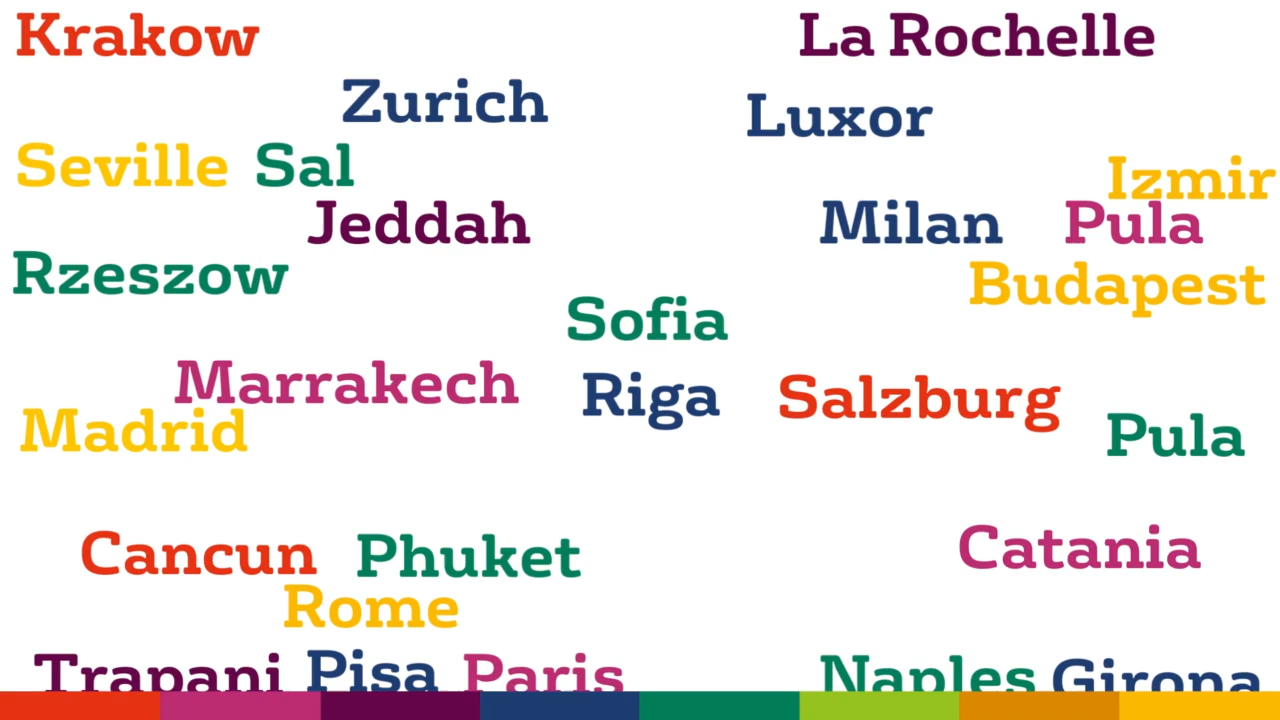 Krakow
La Rochelle
Zurich
Luxor
Seville Sal
Izmir
Jeddah
Milan Pula
Rzeszow
Budapest
Sofia
Marrakech
Riga Salzburg
Madrid
Pula
Cancun Phuket
Catania
Rome
Trapani Pisa Paris
Naples Girona